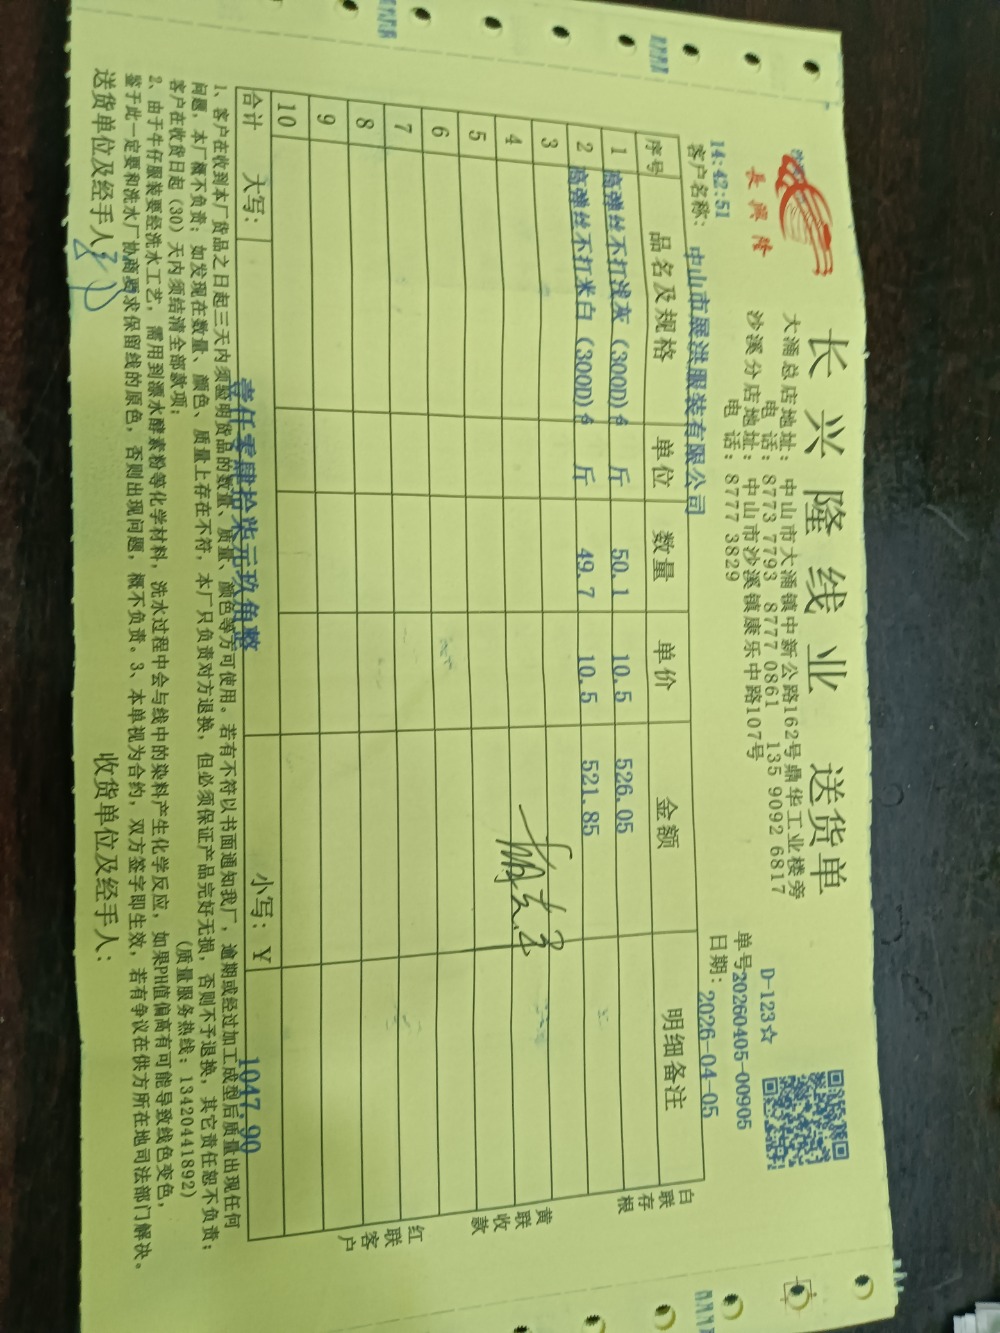 長興隆
长兴隆线业 送货单
大涌总店地址：中山市大涌镇中新公路162号鼎华工业楼旁
电话：8773 7793 8777 0861 135 9092 6817
沙溪分店地址：中山市沙溪镇康乐中路107号
电话：8777 3829
D-123☆
单号20260405-00905
14:42:51
日期：2026-04-05
客户名称：中山市展洪服装有限公司
序号 品名及规格 单位 数量 单价 金额 明细备注
1 高弹丝不打浅灰（300D）6 斤 50.1 10.5 526.05
2 高弹丝不打米白（300D）6 斤 49.7 10.5 521.85
3
4
5
6
7
8
9
10
合计 大写：壹仟零肆拾柒元玖角整 小写：￥ 1047.90
白联存根
黄联收款
红联客户
1、客户在收到本厂货品之日起三天内须验明货品的数量、质量、颜色等方可使用。若有不符以书面通知我厂，逾期或经过加工成型后质量出现任何
问题，本厂概不负责；如发现在数量、颜色、质量上存在不符，本厂只负责对方退换，但必须保证产品完好无损，否则不予退换，其它责任恕不负责；
客户在收货日起（30）天内须结清全部款项； （质量服务热线：13420441892）
2、由于牛仔服装要经洗水工艺，需用到漂水酵素粉等化学材料，洗水过程中会与线中的染料产生化学反应，如果PH值偏高有可能导致线色变色，
鉴于此一定要和洗水厂协商要求保留线的原色，否则出现问题，概不负责。3、本单视为合约，双方签字即生效，若有争议在供方所在地司法部门解决。
送货单位及经手人： 收货单位及经手人：